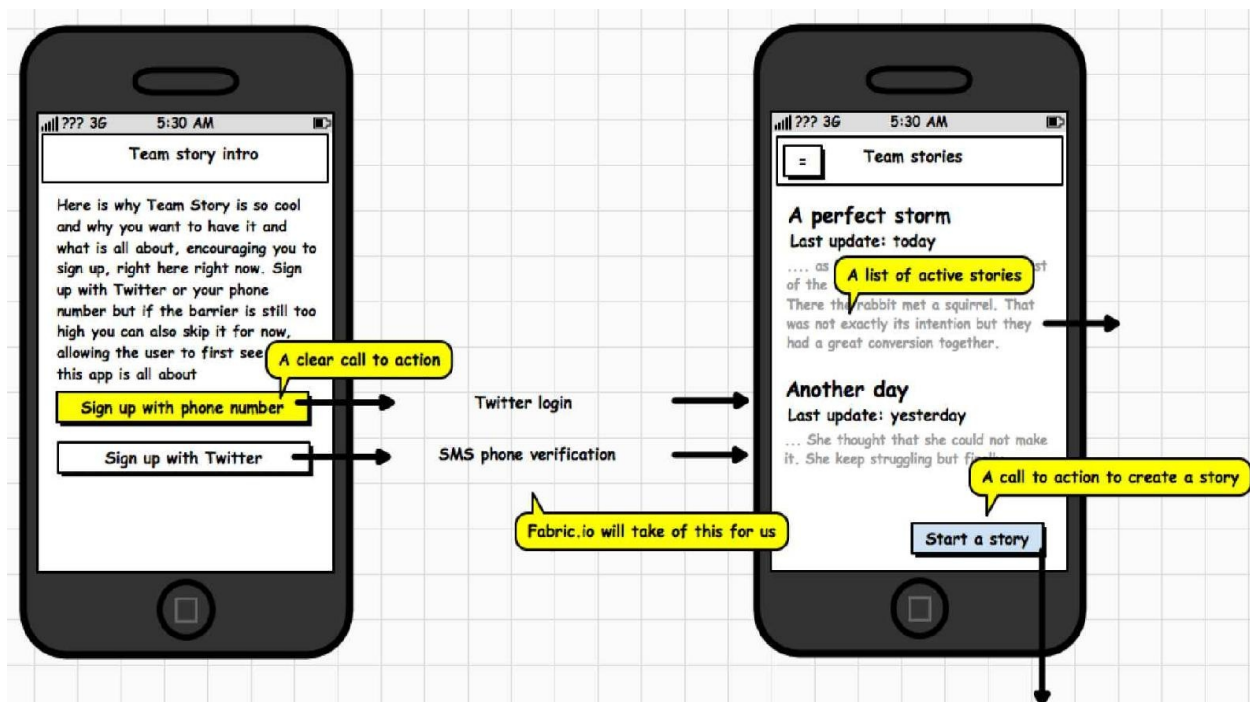 ??? 3G 5:30 AM
Team story intro
Here is why Team Story is so cool
and why you want to have it and
what is all about, encouraging you to
sign up, right here right now. Sign
up with Twitter or your phone
number but if the barrier is still too
high you can also skip it for now,
allowing the user to first see
this app is all about
A clear call to action
Sign up with phone number
Sign up with Twitter
Twitter login
SMS phone verification
Fabric.io will take of this for us
??? 3G 5:30 AM
=
Team stories
A perfect storm
Last update: today
.... as
A list of active stories
of the
There the rabbit met a squirrel. That
was not exactly its intention but they
had a great conversion together.
Another day
Last update: yesterday
... She thought that she could not make
it. She keep struggling but
A call to action to create a story
Start a story